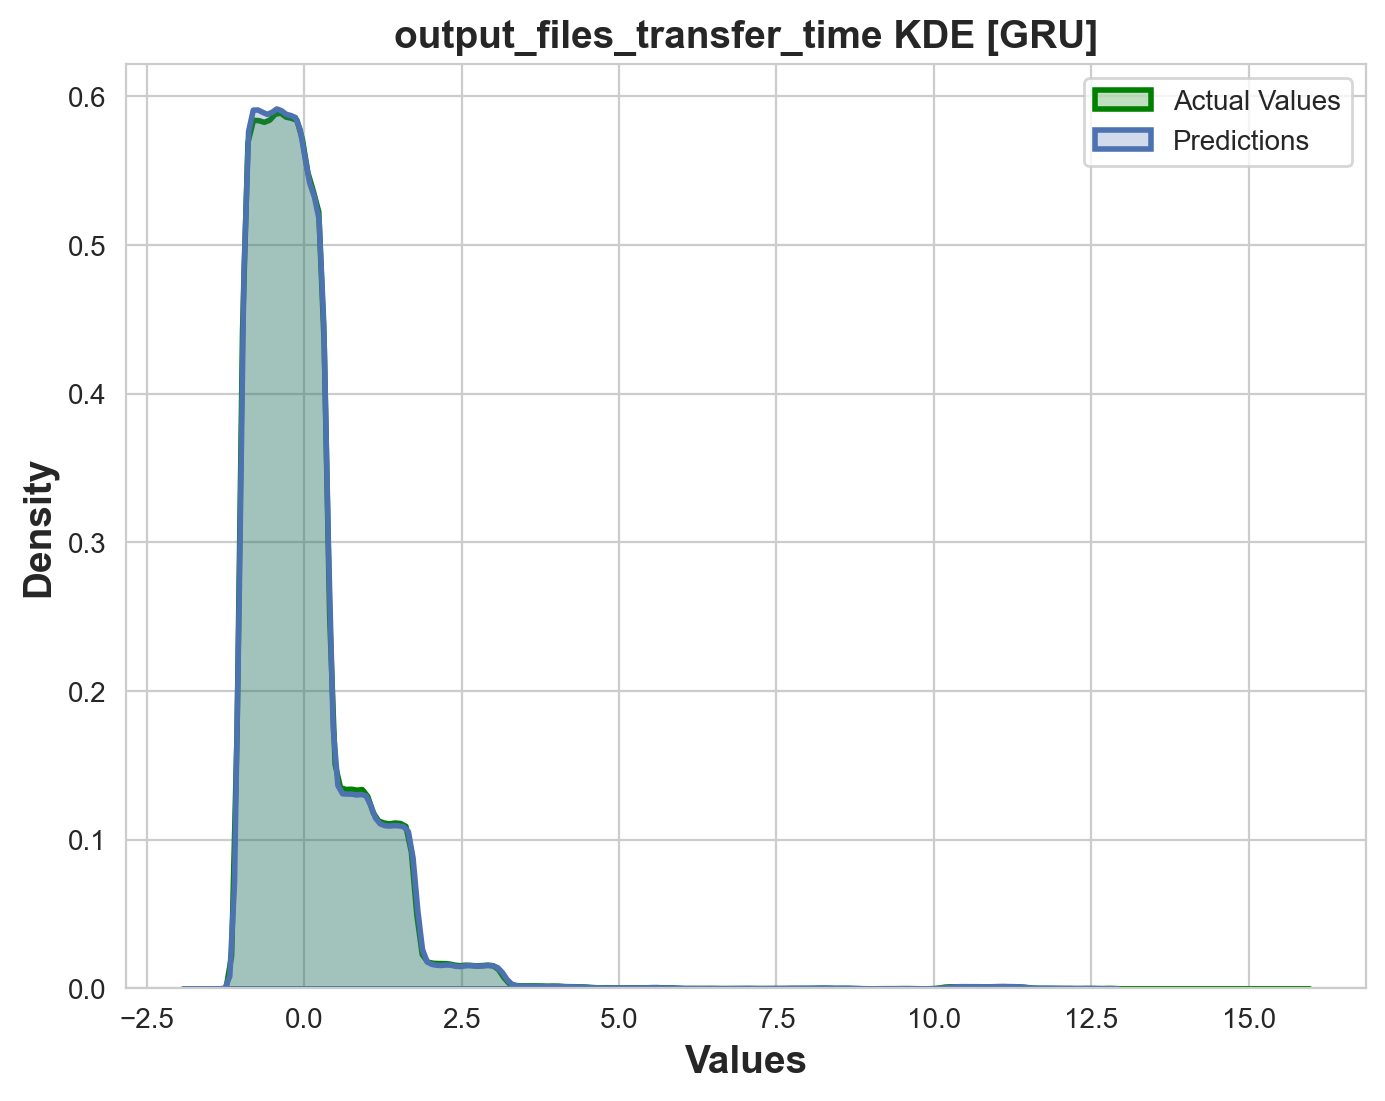 output_files_transfer_time KDE [GRU]
Actual Values
Predictions
Density
0.6
0.5
0.4
0.3
0.2
0.1
0.0
−2.5 0.0 2.5 5.0 7.5 10.0 12.5 15.0
Values